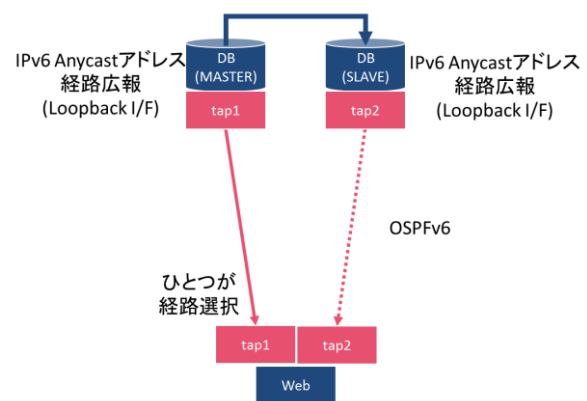 IPv6 Anycastアドレス
経路広報
(Loopback I/F)
DB
(MASTER)
tap1
DB
(SLAVE)
tap2
IPv6 Anycastアドレス
経路広報
(Loopback I/F)
OSPFv6
ひとつが
経路選択
tap1
tap2
Web